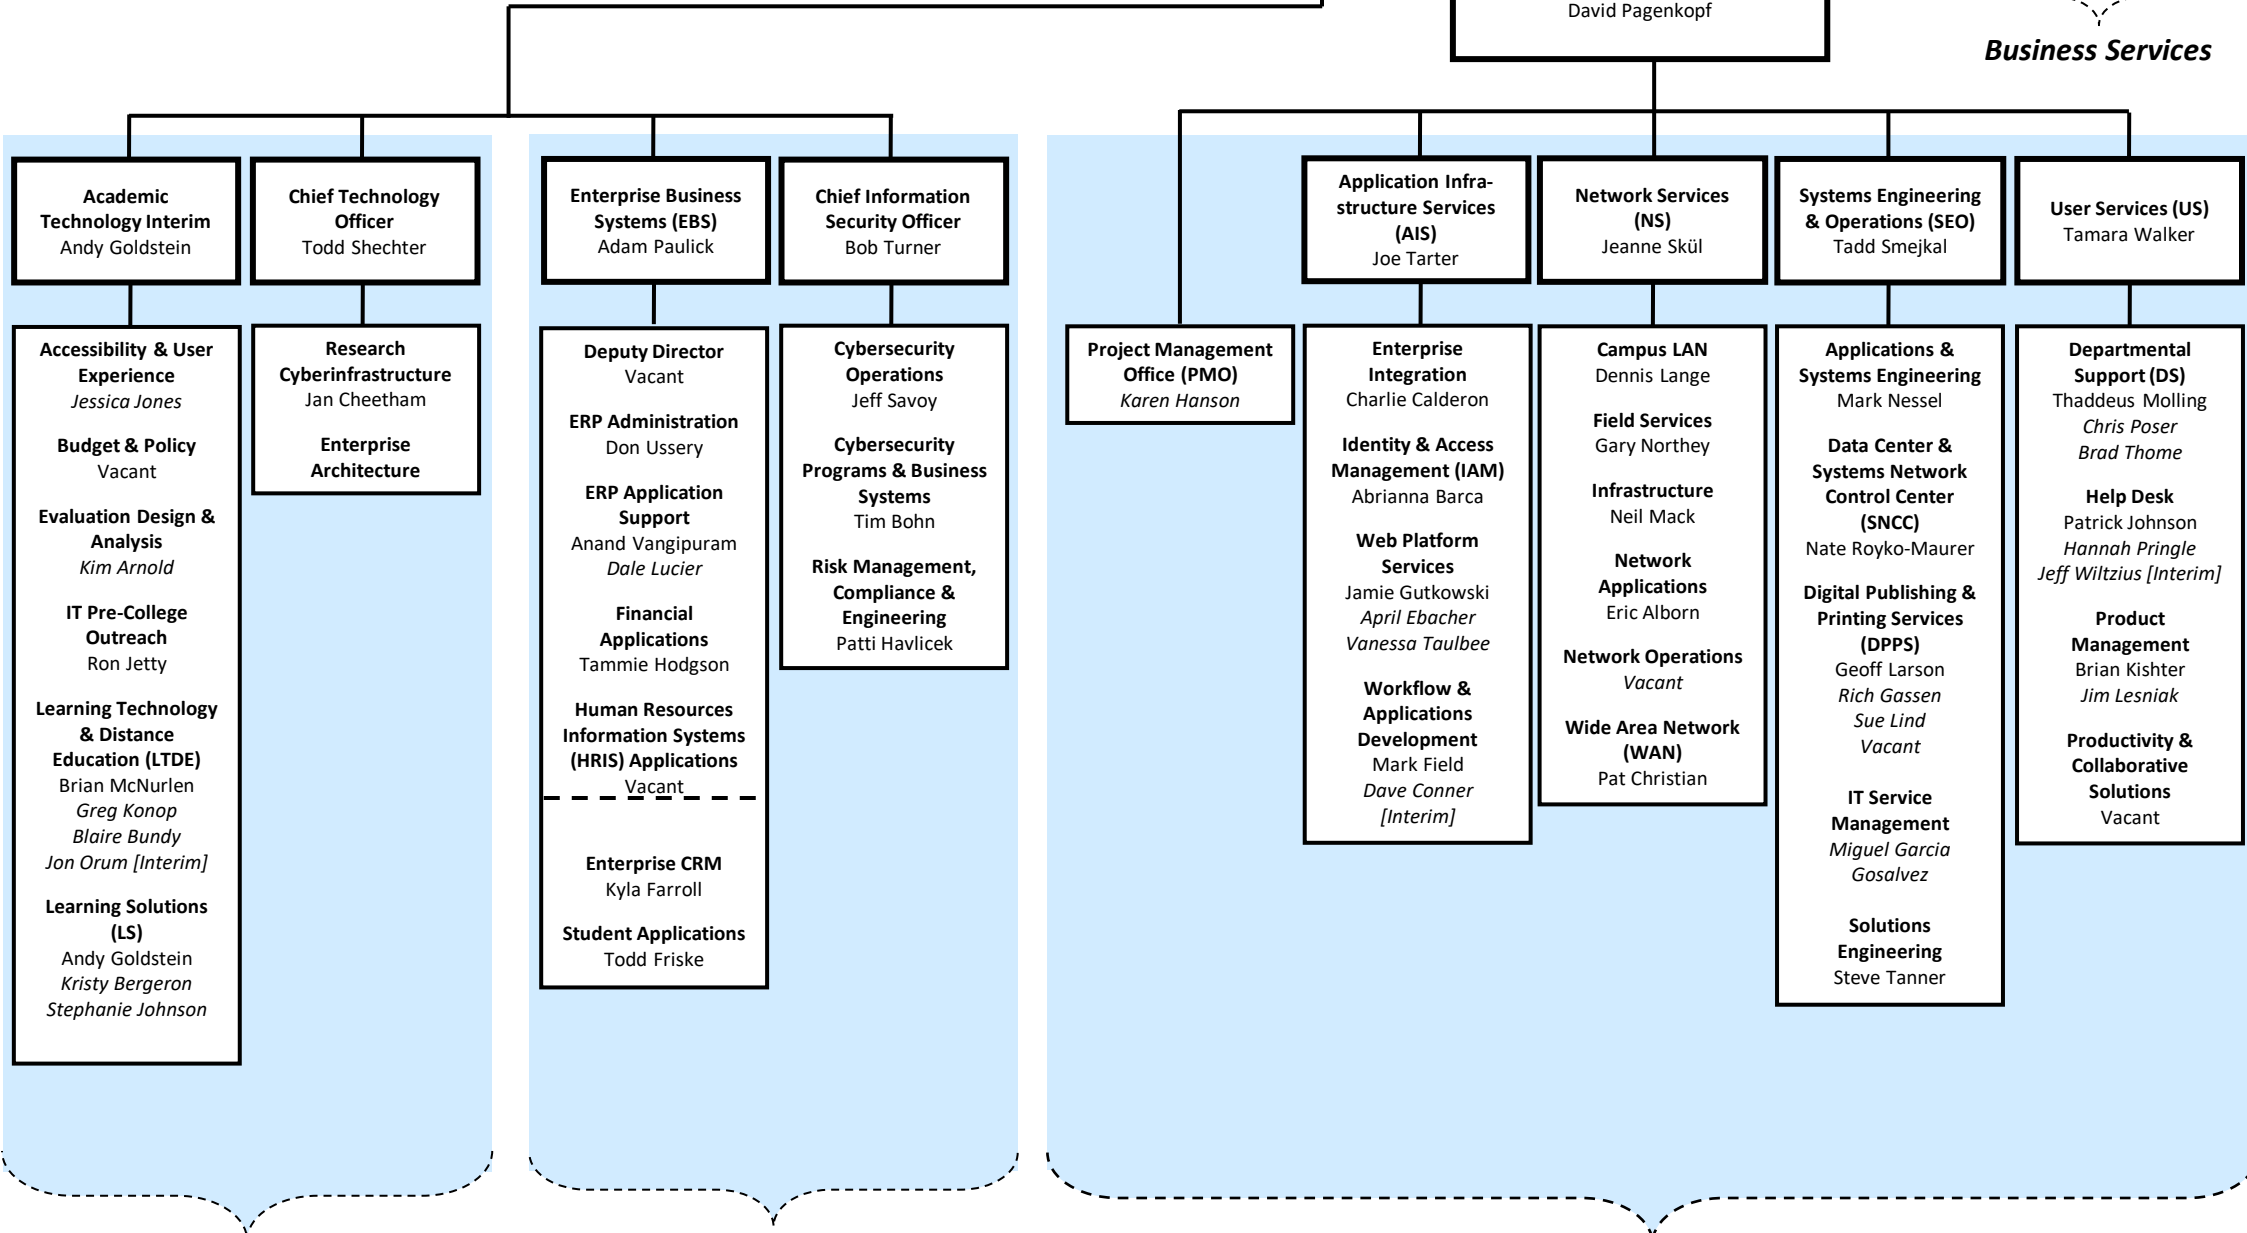 David Pagenkopf
Business Services
Academic
Technology Interim
Andy Goldstein
Chief Technology
Officer
Todd Shechter
Enterprise Business
Systems (EBS)
Adam Paulick
Chief Information
Security Officer
Bob Turner
Application Infra-
structure Services
(AIS)
Joe Tarter
Network Services
(NS)
Jeanne Skül
Systems Engineering
& Operations (SEO)
Tadd Smejkal
User Services (US)
Tamara Walker
Accessibility & User
Experience
Jessica Jones
Budget & Policy
Vacant
Evaluation Design &
Analysis
Kim Arnold
IT Pre-College
Outreach
Ron Jetty
Learning Technology
& Distance
Education (LTDE)
Brian McNurlen
Greg Konop
Blaire Bundy
Jon Orum [Interim]
Learning Solutions
(LS)
Andy Goldstein
Kristy Bergeron
Stephanie Johnson
Research
Cyberinfrastructure
Jan Cheetham
Enterprise
Architecture
Deputy Director
Vacant
ERP Administration
Don Ussery
ERP Application
Support
Anand Vangipuram
Dale Lucier
Financial
Applications
Tammie Hodgson
Human Resources
Information Systems
(HRIS) Applications
Vacant
Enterprise CRM
Kyla Farroll
Student Applications
Todd Friske
Cybersecurity
Operations
Jeff Savoy
Cybersecurity
Programs & Business
Systems
Tim Bohn
Risk Management,
Compliance &
Engineering
Patti Havlicek
Project Management
Office (PMO)
Karen Hanson
Enterprise
Integration
Charlie Calderon
Identity & Access
Management (IAM)
Abrianna Barca
Web Platform
Services
Jamie Gutkowski
April Ebacher
Vanessa Taulbee
Workflow &
Applications
Development
Mark Field
Dave Conner
[Interim]
Campus LAN
Dennis Lange
Field Services
Gary Northey
Infrastructure
Neil Mack
Network
Applications
Eric Alborn
Network Operations
Vacant
Wide Area Network
(WAN)
Pat Christian
Applications &
Systems Engineering
Mark Nessel
Data Center &
Systems Network
Control Center
(SNCC)
Nate Royko-Maurer
Digital Publishing &
Printing Services
(DPPS)
Geoff Larson
Rich Gassen
Sue Lind
Vacant
IT Service
Management
Miguel Garcia
Gosalvez
Solutions
Engineering
Steve Tanner
Departmental
Support (DS)
Thaddeus Molling
Chris Poser
Brad Thome
Help Desk
Patrick Johnson
Hannah Pringle
Jeff Wiltzius [Interim]
Product
Management
Brian Kishter
Jim Lesniak
Productivity &
Collaborative
Solutions
Vacant